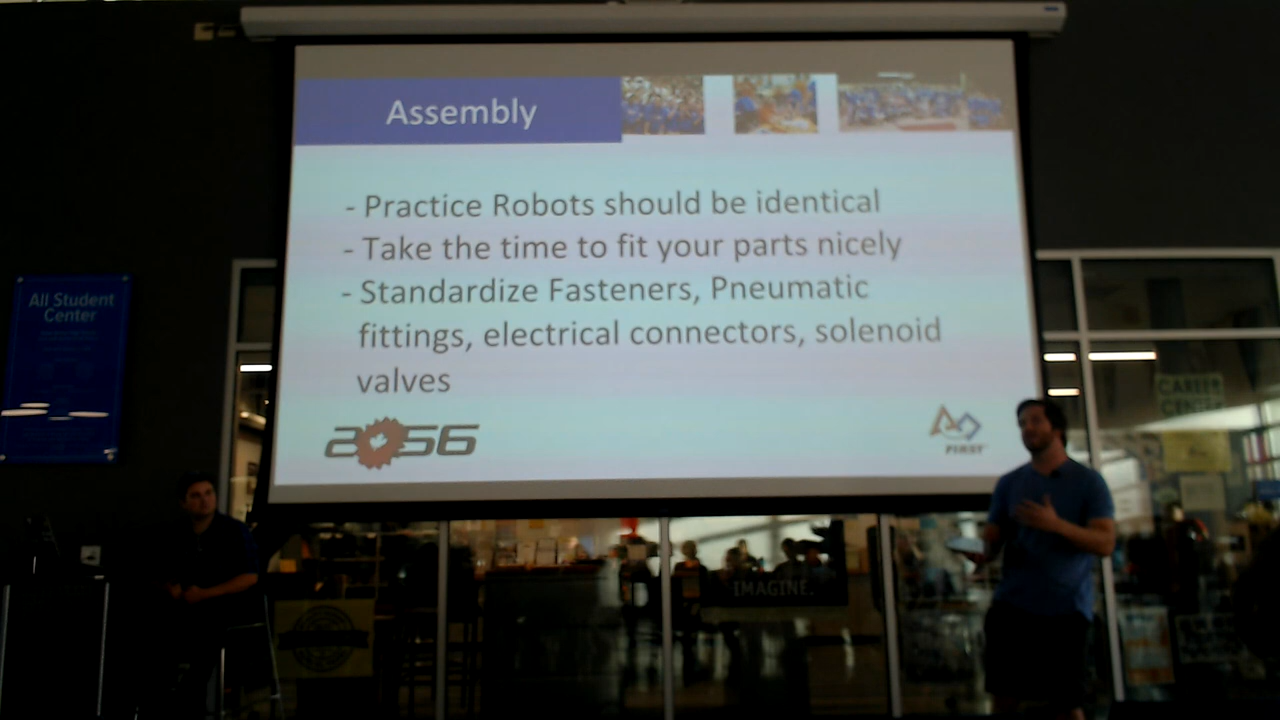 Assembly
- Practice Robots should be identical
- Take the time to fit your parts nicely
- Standardize Fasteners, Pneumatic
fittings, electrical connectors, solenoid
valves
2056
FIRST
All Student
Center
CAREER
CENTER
IMAGINE.